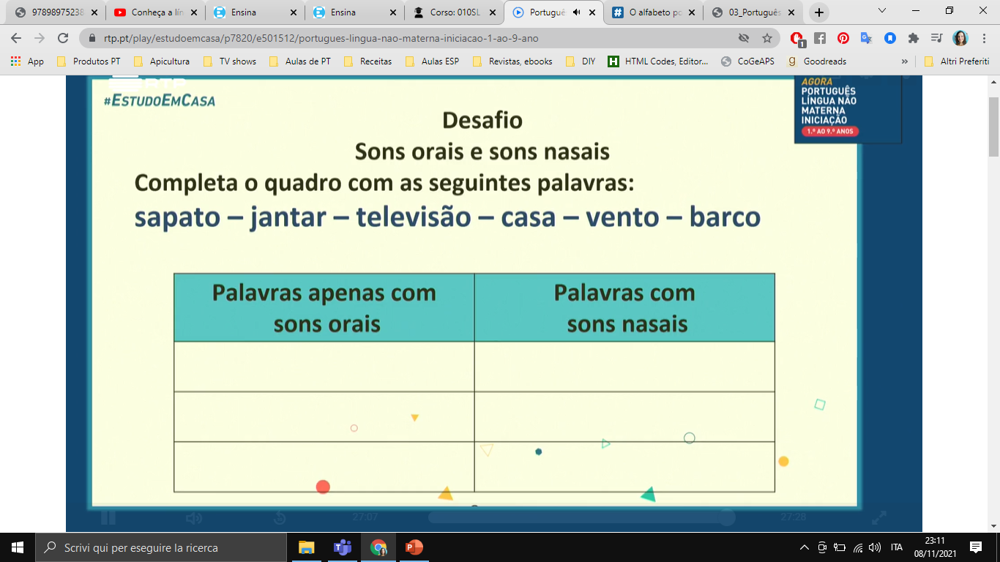 97898975238
Conheça a lín
Ensina
Ensina
Corso: 010SL
Portuguê
O alfabeto po
03_Português
rtp.pt/play/estudoemcasa/p7820/e501512/portugues-lingua-nao-materna-iniciacao-1-ao-9-ano
1
App
Produtos PT
Apicultura
TV shows
Aulas de PT
Receitas
Aulas ESP
Revistas, ebooks
DIY
HTML Codes, Editor...
CoGeAPS
Goodreads
»
Altri Preferiti
RTP
#ESTUDOEMCASA
AGORA
PORTUGUÊS
LÍNGUA NÃO
MATERNA
INICIAÇÃO
1.º AO 9.º ANOS
Desafio
Sons orais e sons nasais
Completa o quadro com as seguintes palavras:
sapato – jantar – televisão – casa – vento – barco
Palavras apenas com
sons orais
Palavras com
sons nasais
27:07
27:28
Scrivi qui per eseguire la ricerca
ITA
23:11
08/11/2021